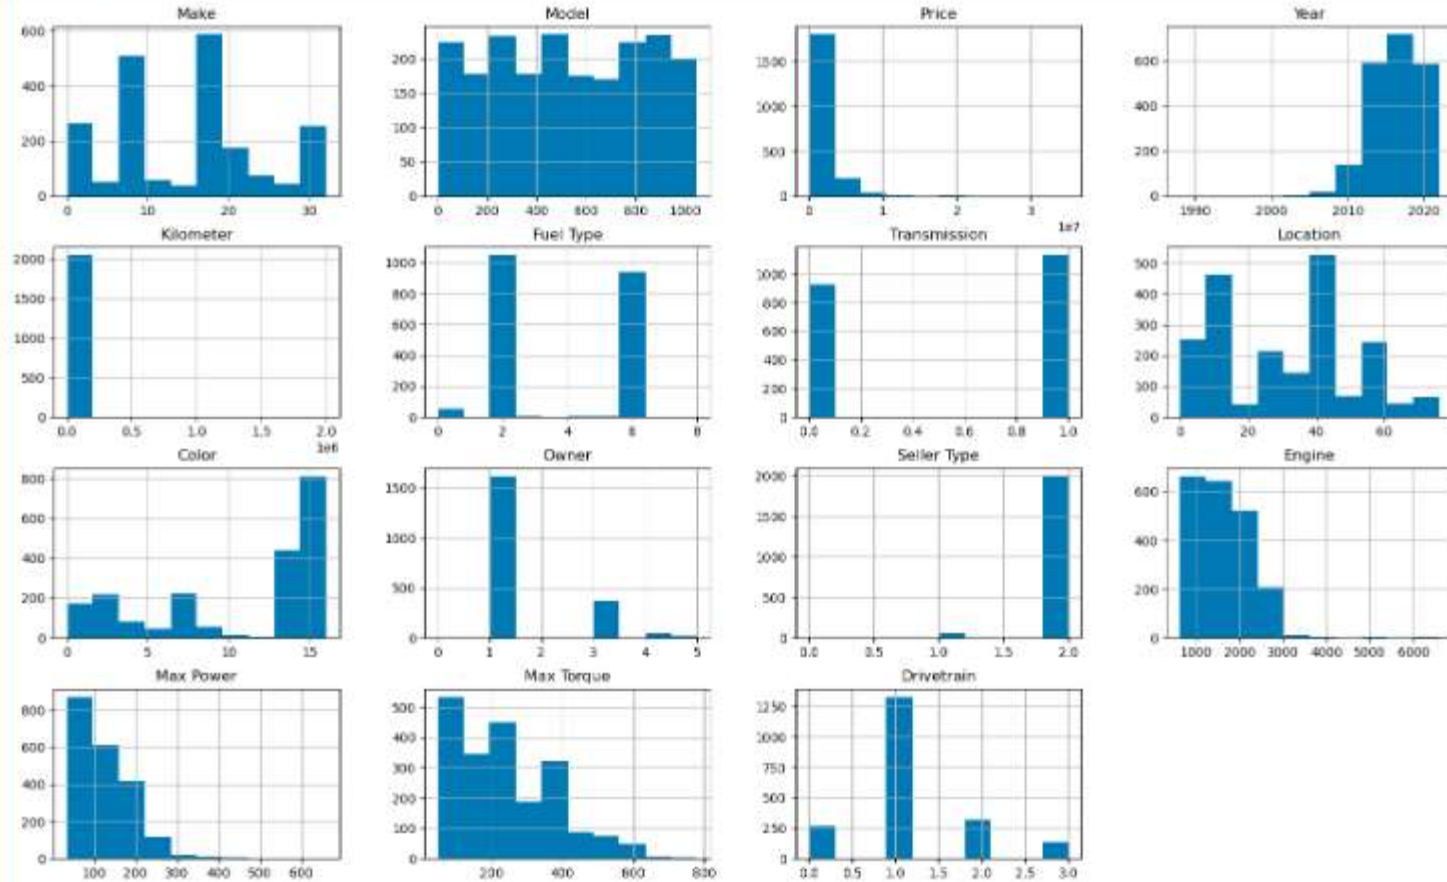 Make
Model
Price
Year
600
400
200
0
0 10 20 30
200
150
100
50
0
0 200 400 600 800 1000
1500
1000
500
0
0 1 2 3
1e7
600
400
200
0
1990 2000 2010 2020
Kilometer
Fuel Type
Transmission
Location
2000
1500
1000
500
0
0.0 0.5 1.0 1.5 2.0
1e6
1000
800
600
400
200
0
0 2 4 6 8
1000
800
600
400
200
0
0.0 0.2 0.4 0.6 0.8 1.0
500
400
300
200
100
0
0 20 40 60
Color
Owner
Seller Type
Engine
800
600
400
200
0
0 5 10 15
1500
1000
500
0
0 1 2 3 4 5
2000
1500
1000
500
0
0.0 0.5 1.0 1.5 2.0
600
400
200
0
1000 2000 3000 4000 5000 6000
Max Power
Max Torque
Drivetrain
800
600
400
200
0
100 200 300 400 500 600
500
400
300
200
100
0
200 400 600 800
1250
1000
750
500
250
0
0.0 0.5 1.0 1.5 2.0 2.5 3.0